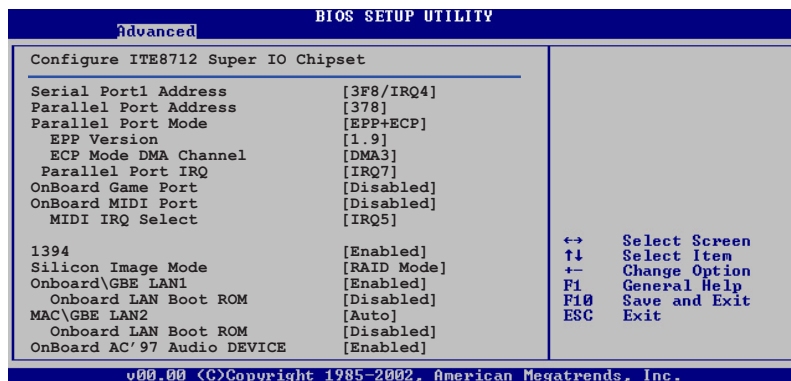 BIOS SETUP UTILITY
Advanced
Configure ITE8712 Super IO Chipset
Serial Port1 Address [3F8/IRQ4]
Parallel Port Address [378]
Parallel Port Mode [EPP+ECP]
EPP Version [1.9]
ECP Mode DMA Channel [DMA3]
Parallel Port IRQ [IRQ7]
OnBoard Game Port [Disabled]
OnBoard MIDI Port [Disabled]
MIDI IRQ Select [IRQ5]
1394 [Enabled]
Silicon Image Mode [RAID Mode]
Onboard\GBE LAN1 [Enabled]
Onboard LAN Boot ROM [Disabled]
MAC\GBE LAN2 [Auto]
Onboard LAN Boot ROM [Disabled]
OnBoard AC'97 Audio DEVICE [Enabled]
←→ Select Screen
↑↓ Select Item
+- Change Option
F1 General Help
F10 Save and Exit
ESC Exit
v00.00 (C)Copyright 1985-2002, American Megatrends, Inc.